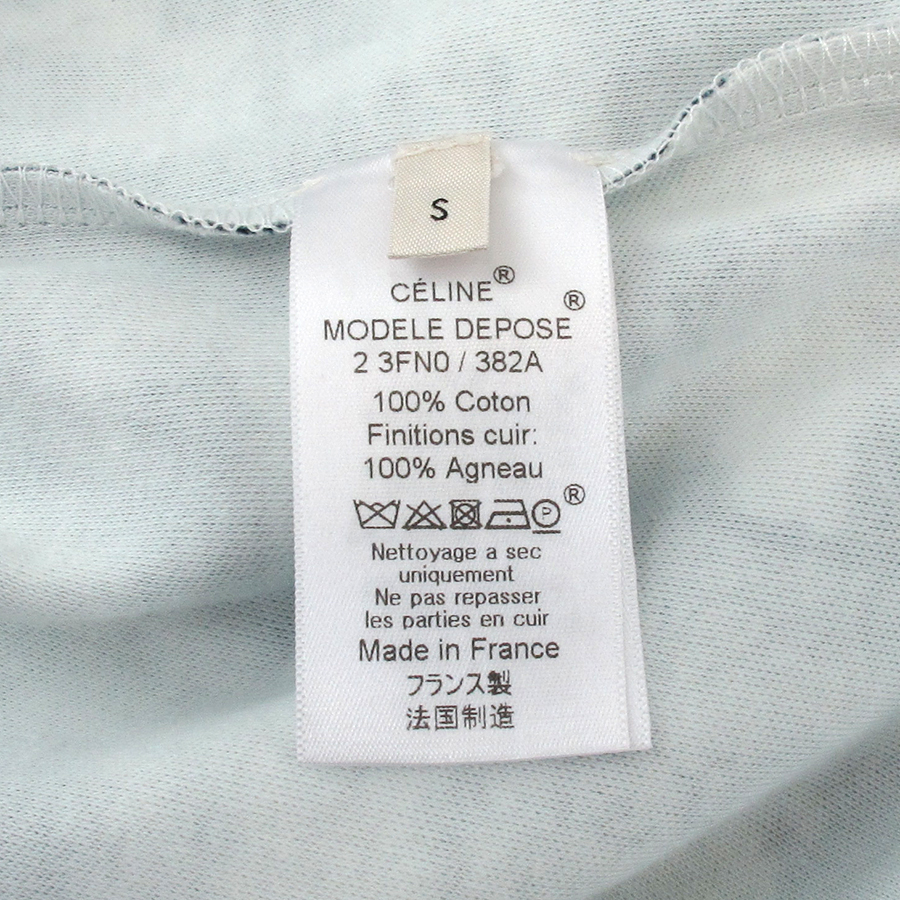 S
CÉLINE®
MODELE DEPOSE®
2 3FN0 / 382A
100% Coton
Finitions cuir:
100% Agneau
P ®
Nettoyage a sec
uniquement
Ne pas repasser
les parties en cuir
Made in France
フランス製
法国制造